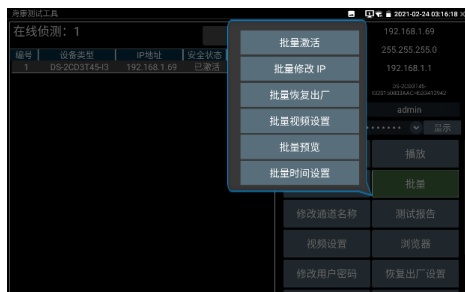 海康测试工具
2021-02-24 03:16:18
在线侦测：1
编号 设备类型 IP地址 安全状态
1 DS-2CD3T45-I3 192.168.1.69 已激活
批量激活
批量修改 IP
批量恢复出厂
批量视频设置
批量预览
批量时间设置
192.168.1.69
255.255.255.0
192.168.1.1
DS-2CD3T45-
admin
显示
播放
批量
修改通道名称 测试报告
视频设置 浏览器
修改用户密码 恢复出厂设置